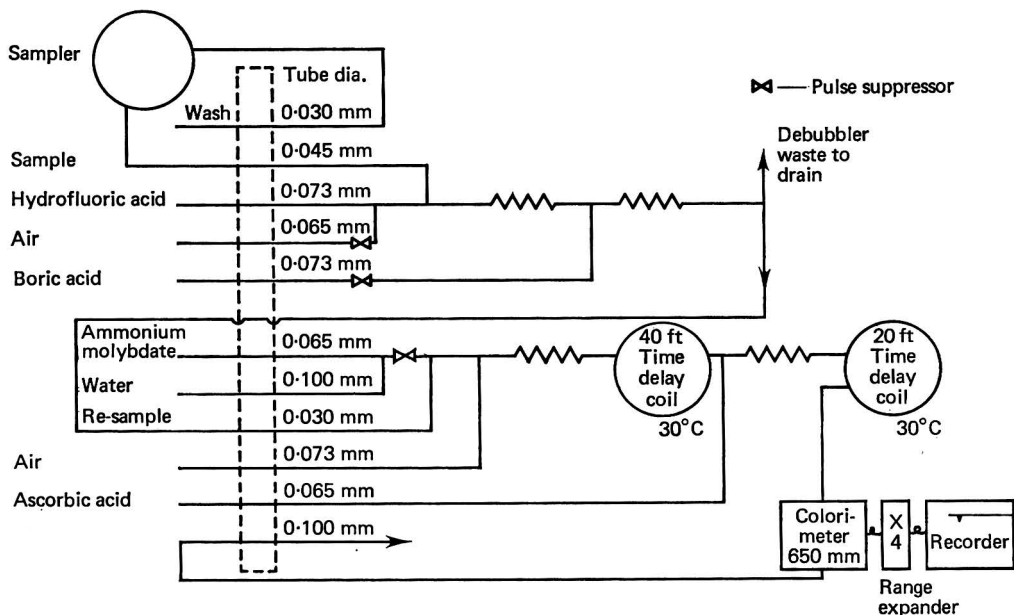 Sampler
Tube dia.
Wash 0·030 mm
Pulse suppressor
Debubbler
waste to
drain
Sample 0·045 mm
Hydrofluoric acid 0·073 mm
Air 0·065 mm
Boric acid 0·073 mm
Ammonium
molybdate 0·065 mm
Water 0·100 mm
Re-sample 0·030 mm
Air 0·073 mm
Ascorbic acid 0·065 mm
0·100 mm
40 ft
Time
delay
coil
30°C
20 ft
Time
delay
coil
30°C
Colori-
meter
650 mm
X
4
Recorder
Range
expander